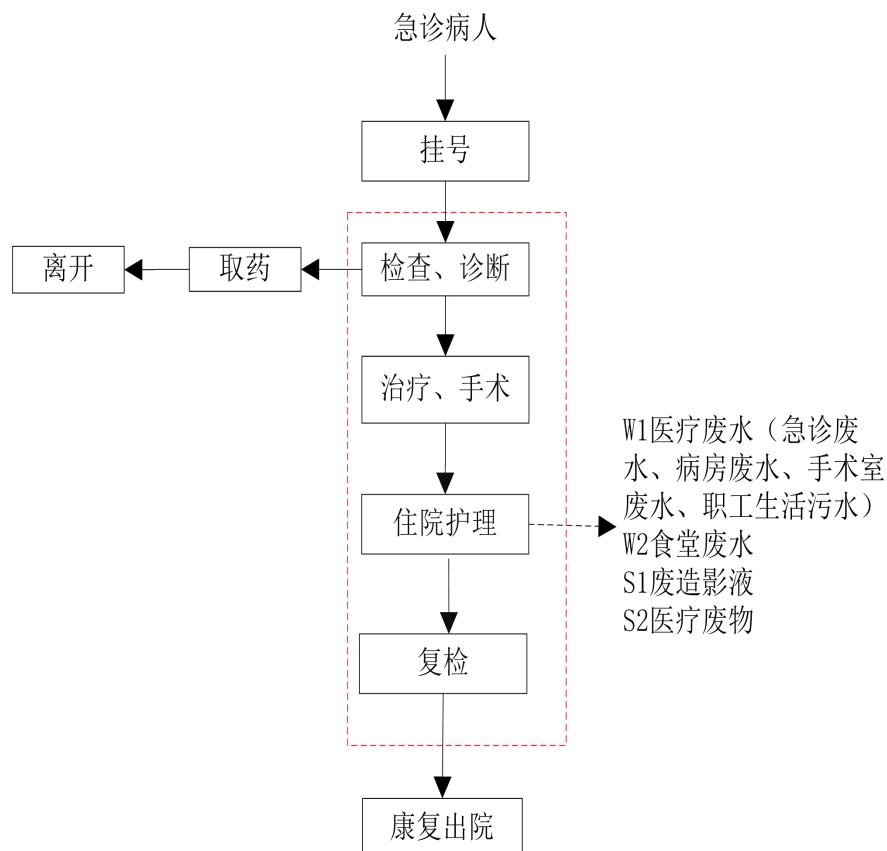 急诊病人
挂号
离开
取药
检查、诊断
治疗、手术
W1医疗废水（急诊废
水、病房废水、手术室
废水、职工生活污水）
住院护理
W2食堂废水
S1废造影液
S2医疗废物
复检
康复出院